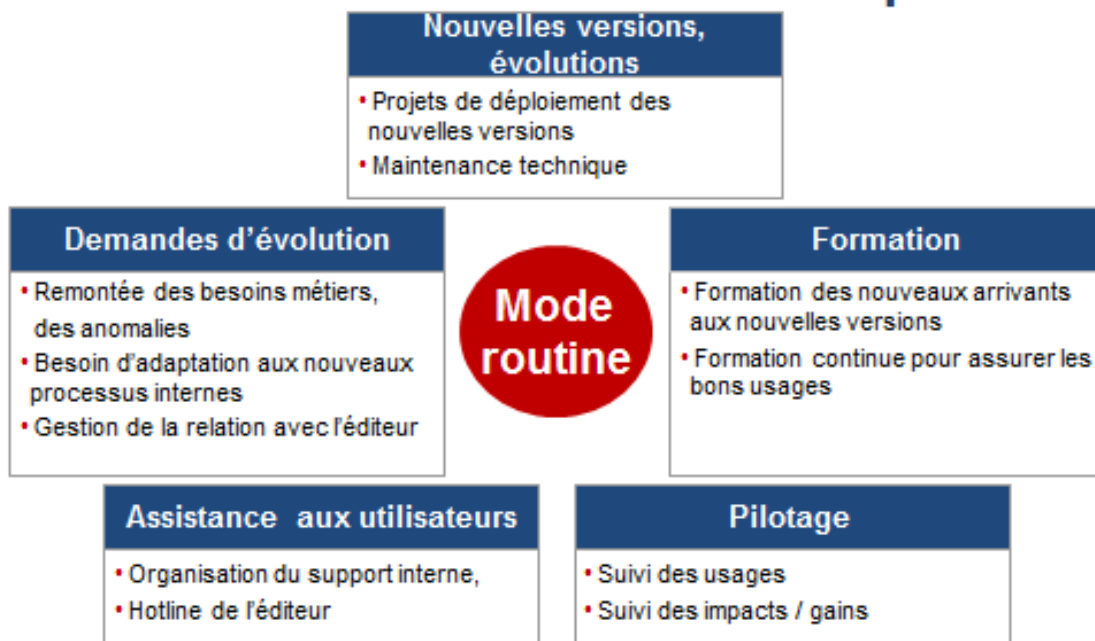 Nouvelles versions,
évolutions
• Projets de déploiement des
nouvelles versions
• Maintenance technique
Demandes d'évolution
• Remontée des besoins métiers,
des anomalies
• Besoin d'adaptation aux nouveaux
processus internes
• Gestion de la relation avec l'éditeur
Mode
routine
Formation
• Formation des nouveaux arrivants
aux nouvelles versions
• Formation continue pour assurer les
bons usages
Assistance aux utilisateurs
• Organisation du support interne,
• Hotline de l'éditeur
Pilotage
• Suivi des usages
• Suivi des impacts / gains